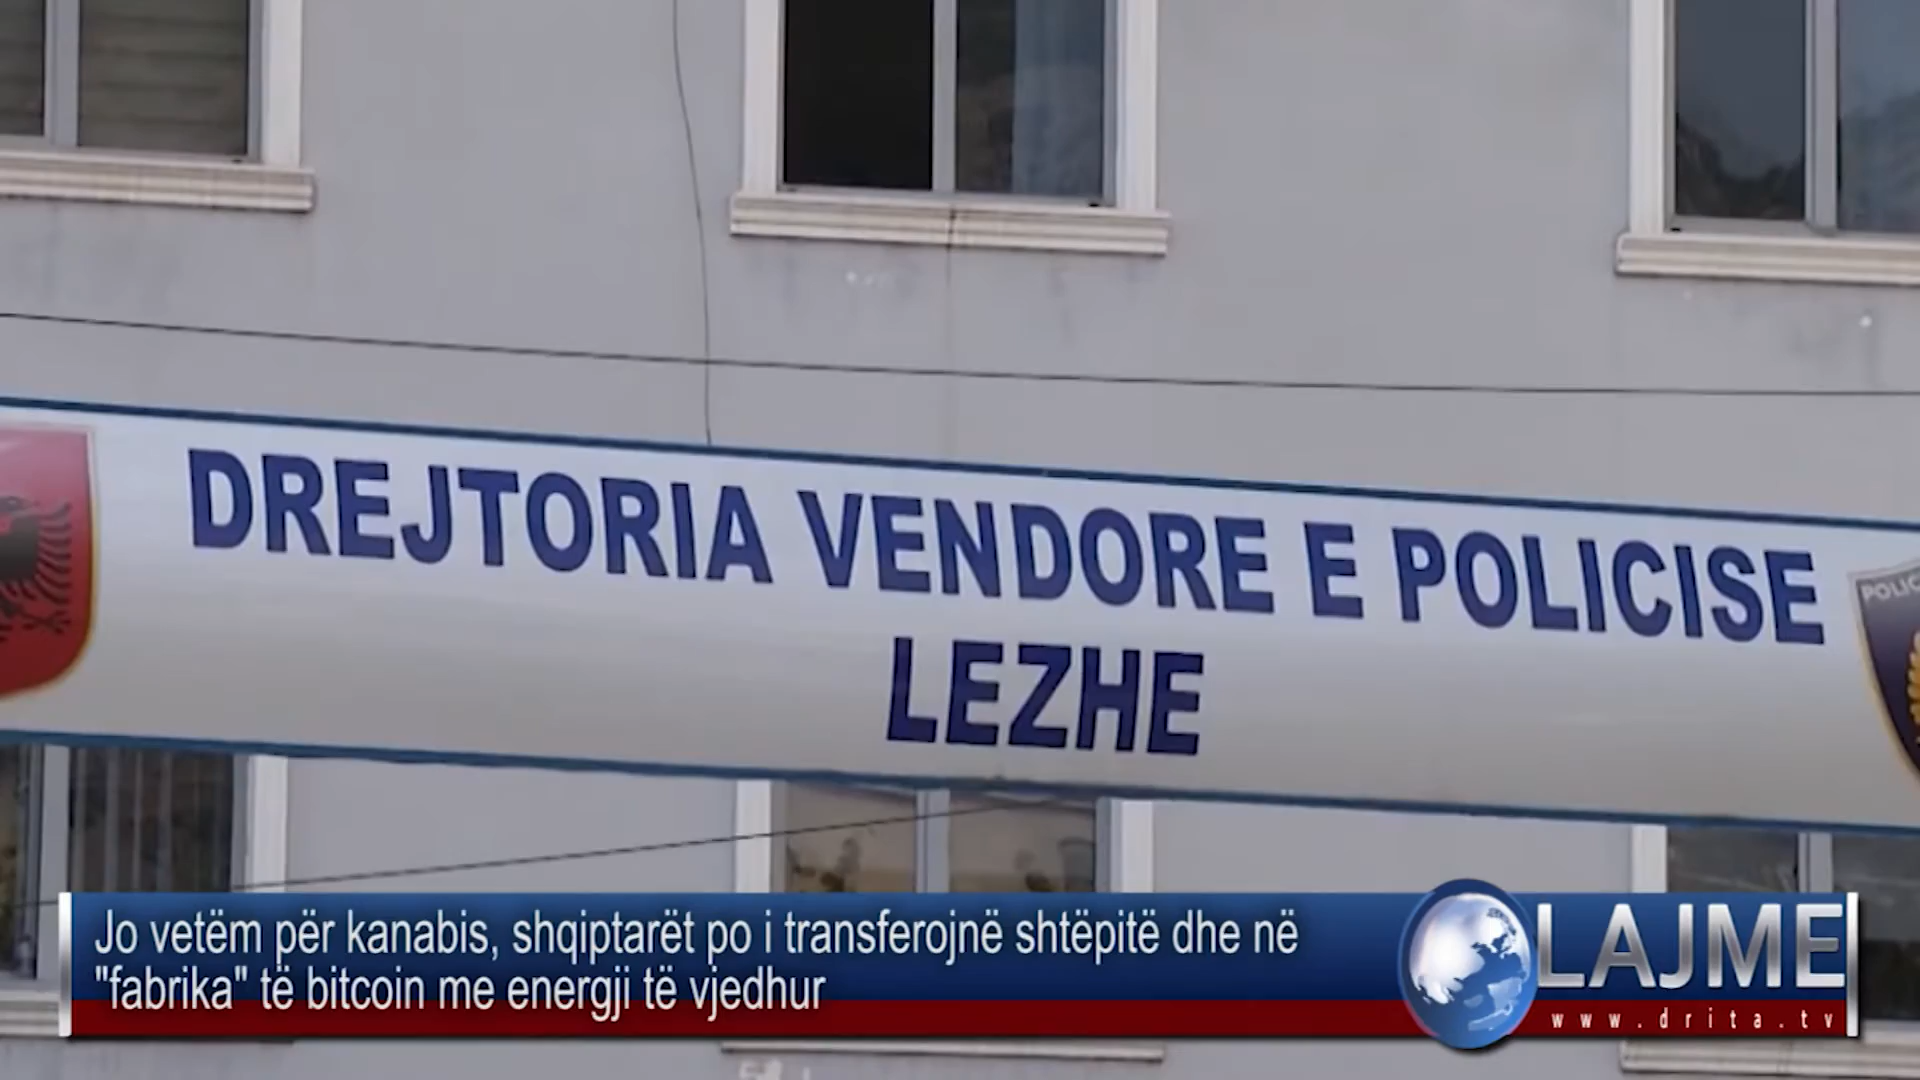 DREJTORIA VENDORE E POLICISE
LEZHE
POLIC
Jo vetëm për kanabis, shqiptarët po i transferojnë shtëpitë dhe në
"fabrika" të bitcoin me energji të vjedhur
LAJME
www.drita.tv